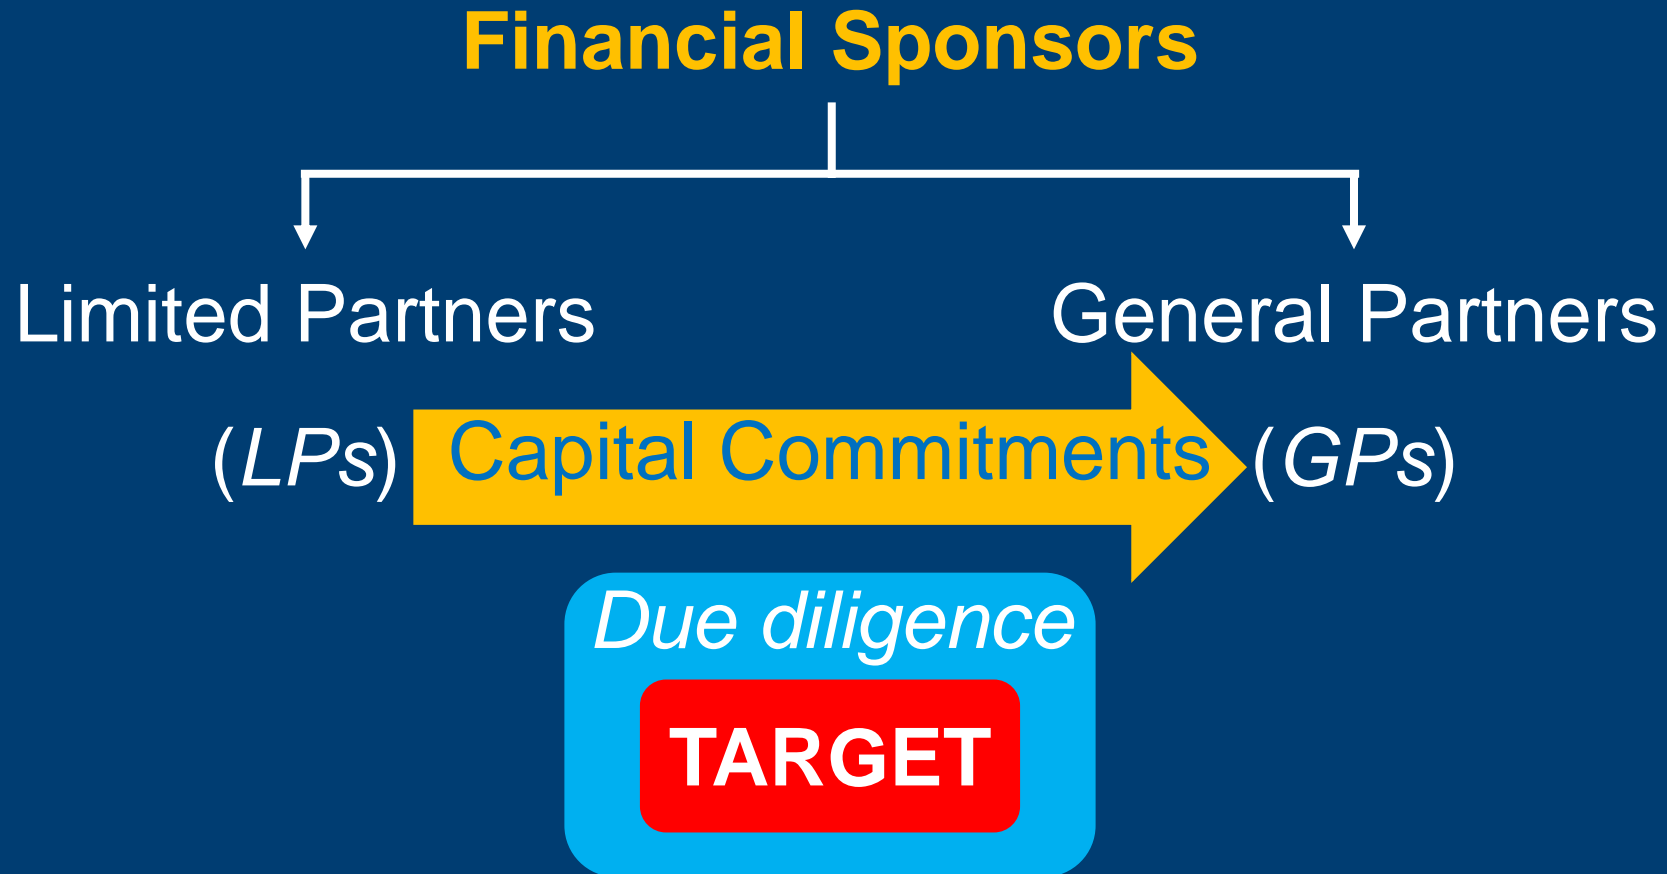 Financial Sponsors
Limited Partners
General Partners
(LPs)
Capital Commitments
(GPs)
Due diligence
TARGET